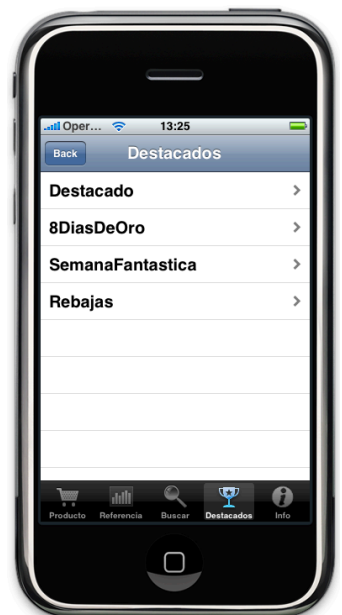 Oper... 13:25
Back Destacados
Destacado
8DiasDeOro
SemanaFantastica
Rebajas
Producto Referencia Buscar Destacados Info